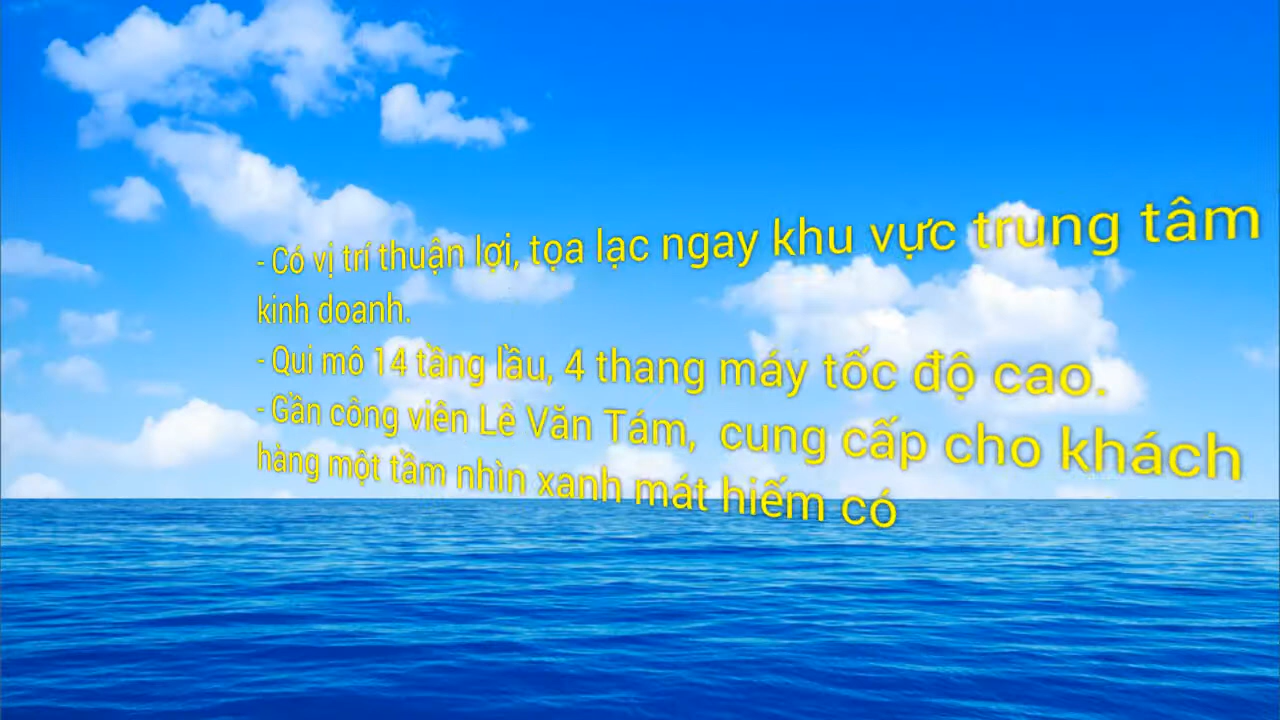 - Có vị trí thuận lợi, tọa lạc ngay khu vực trung tâm
kinh doanh.
- Qui mô 14 tầng lầu, 4 thang máy tốc độ cao.
- Gần công viên Lê Văn Tám, cung cấp cho khách
hàng một tầm nhìn xanh mát hiếm có